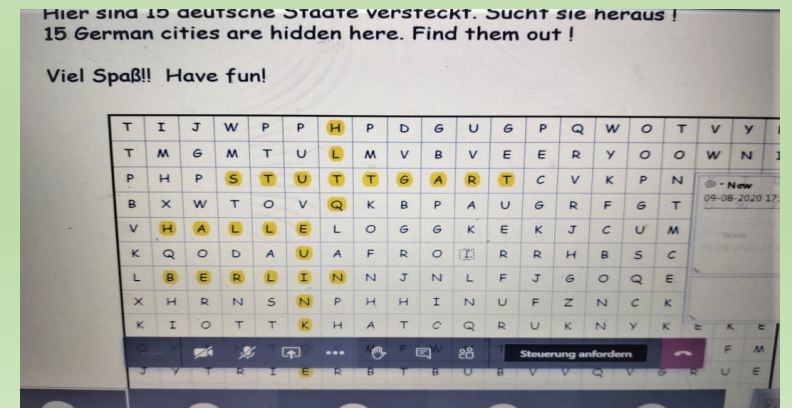 Hier sind 15 deutsche Städte versteckt. Sucht sie heraus !
15 German cities are hidden here. Find them out !
Viel Spaß!! Have fun!
T I J W P P H P D G U G P Q W O T V Y
T M G M T U L M V B V E E R Y O O W N I
P H P S T U T T G A R T C V K P N
B X W T O V Q K B P A U G R F G T
V H A L L E L O G G K E K J C U M
K Q O D A U A F R O I R R H B S C
L B E R L I N N J N L F J G O Q E
X H R N S N P H H I N U F Z N C K
K I O T T K H A T C Q R U K N Y K E K E
F M
J Y T R I E R B T B U B V V Q V G R U E
- New
09-08-2020 17:
Steuerung anfordern